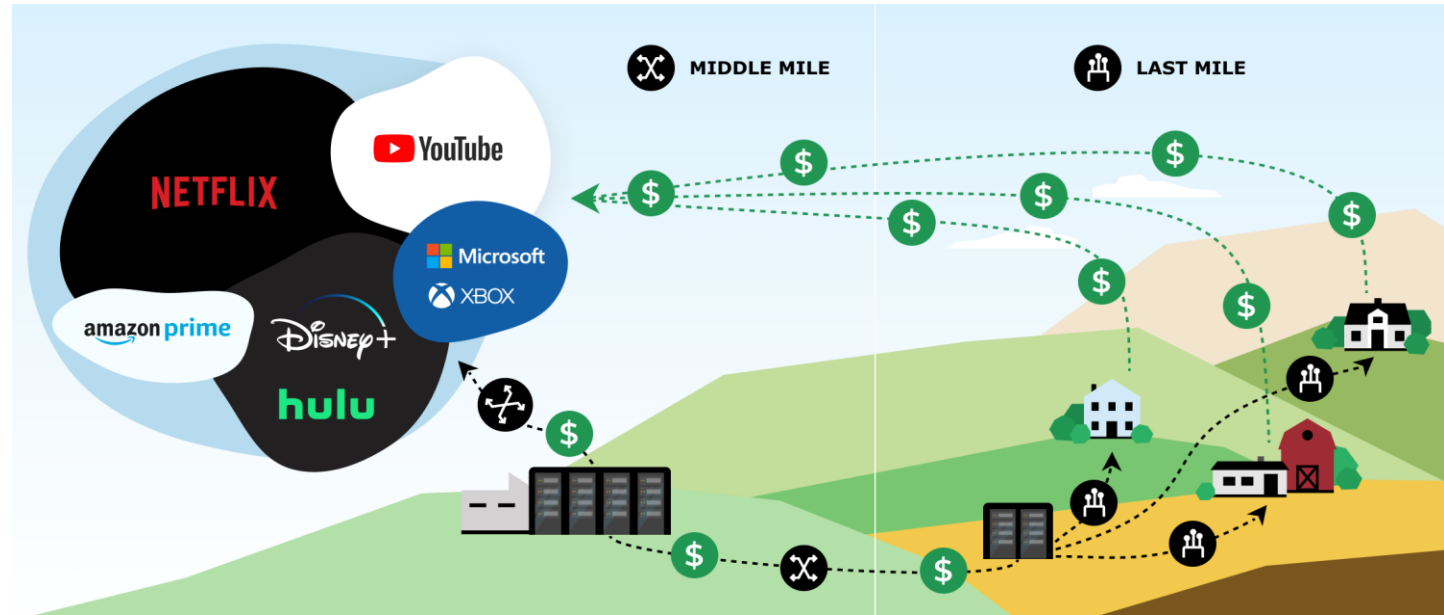 MIDDLE MILE
LAST MILE
YouTube
NETFLIX
Microsoft
XBOX
amazon prime
Disney+
hulu
$
$
$
$
$
$
$
$
$
$
$